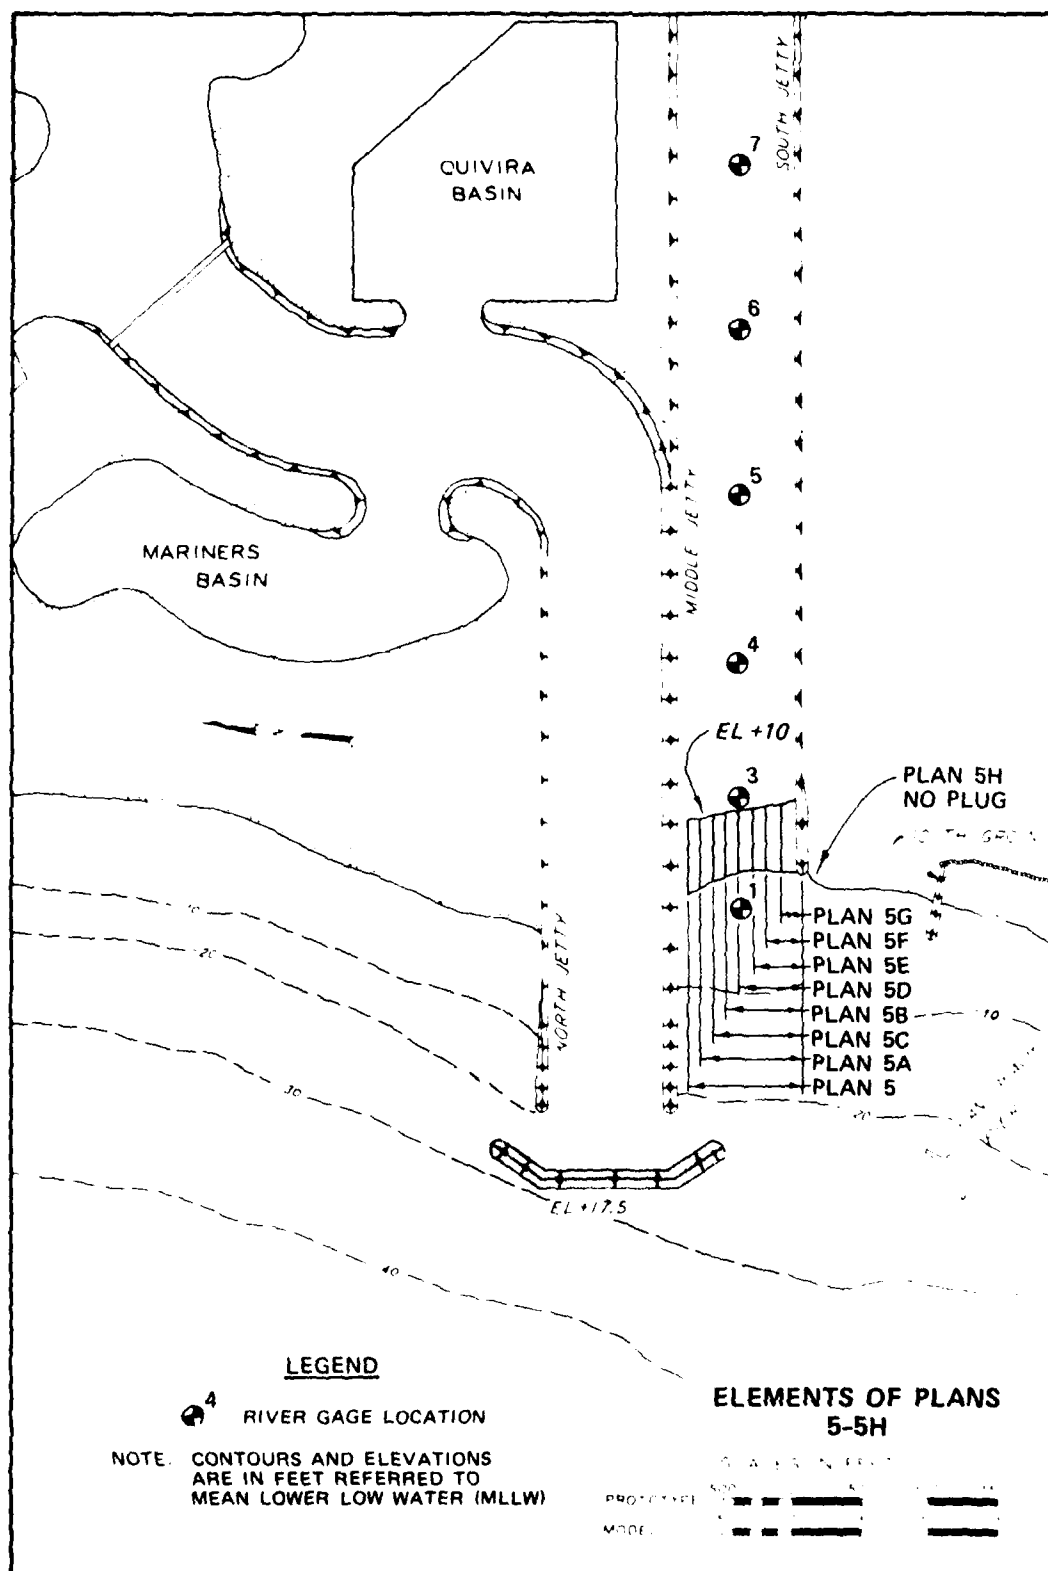 QUIVIRA
BASIN
SOUTH JETTY
7
6
5
MARINERS
BASIN
MIDDLE JETTY
4
EL +10
3
PLAN 5H
NO PLUG
1
PLAN 5G
PLAN 5F
PLAN 5E
PLAN 5D
PLAN 5B
PLAN 5C
PLAN 5A
PLAN 5
NORTH JETTY
10
20
30
40
10
20
EL +17.5
LEGEND
4 RIVER GAGE LOCATION
NOTE: CONTOURS AND ELEVATIONS
ARE IN FEET REFERRED TO
MEAN LOWER LOW WATER (MLLW)
ELEMENTS OF PLANS
5-5H
PROTOTYPE
MODEL